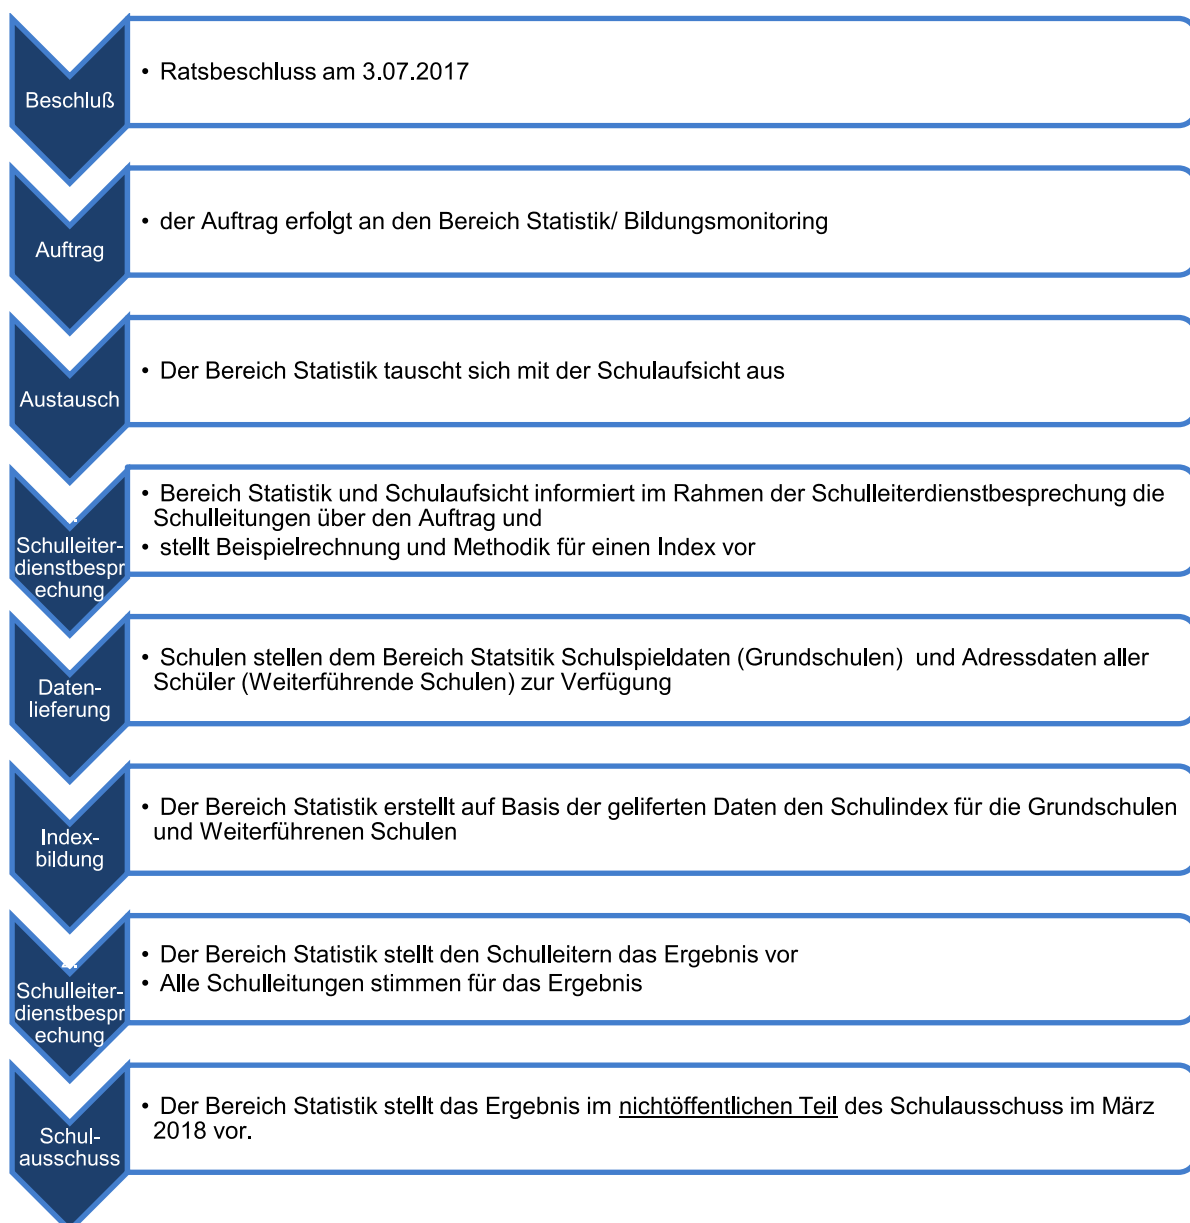 Beschluß
• Ratsbeschluss am 3.07.2017
Auftrag
• der Auftrag erfolgt an den Bereich Statistik/ Bildungsmonitoring
Austausch
• Der Bereich Statistik tauscht sich mit der Schulaufsicht aus
Schulleiter-
dienstbespr
echung
• Bereich Statistik und Schulaufsicht informiert im Rahmen der Schulleiterdienstbesprechung die
Schulleitungen über den Auftrag und
• stellt Beispielrechnung und Methodik für einen Index vor
Daten-
lieferung
• Schulen stellen dem Bereich Statsitik Schulspieldaten (Grundschulen) und Adressdaten aller
Schüler (Weiterführende Schulen) zur Verfügung
Index-
bildung
• Der Bereich Statistik erstellt auf Basis der geliferten Daten den Schulindex für die Grundschulen
und Weiterführenen Schulen
Schulleiter-
dienstbespr
echung
• Der Bereich Statistik stellt den Schulleitern das Ergebnis vor
• Alle Schulleitungen stimmen für das Ergebnis
Schul-
ausschuss
• Der Bereich Statistik stellt das Ergebnis im nichtöffentlichen Teil des Schulausschuss im März
2018 vor.